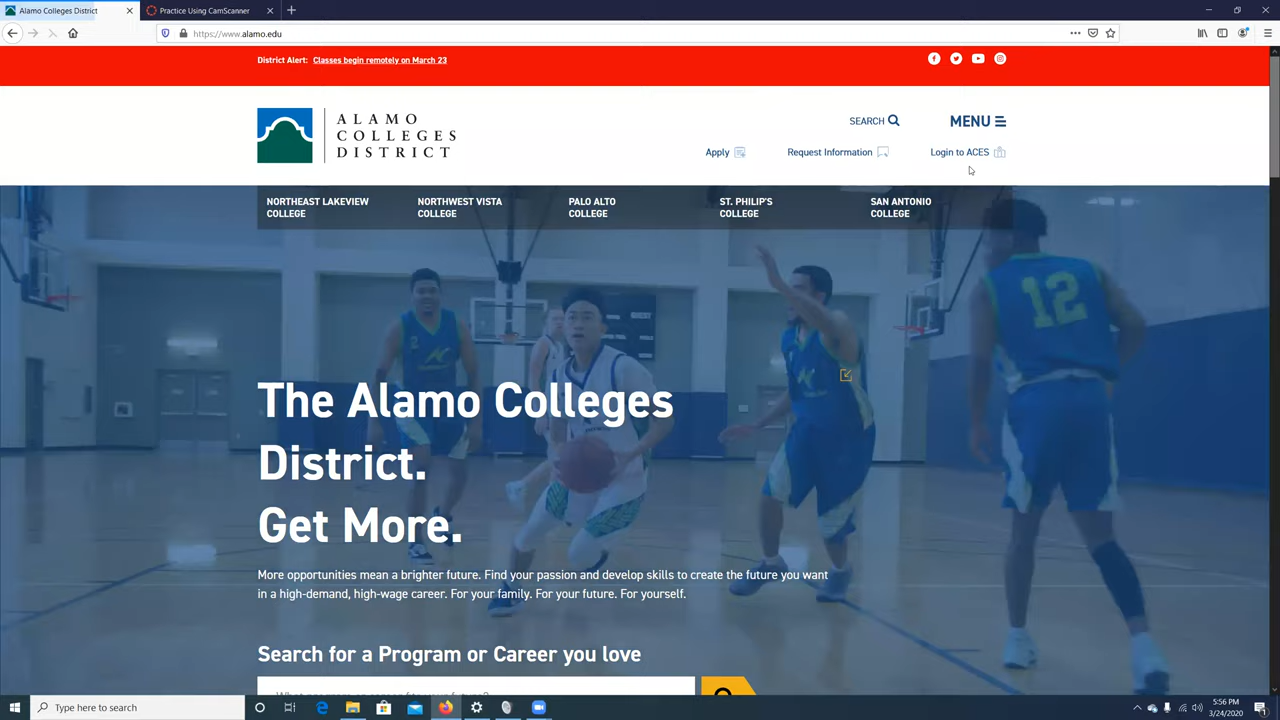 Alamo Colleges District
Practice Using CamScanner
https://www.alamo.edu
District Alert: Classes begin remotely on March 23
ALAMO
COLLEGES
DISTRICT
SEARCH
MENU
Apply
Request Information
Login to ACES
NORTHEAST LAKEVIEW
COLLEGE
NORTHWEST VISTA
COLLEGE
PALO ALTO
COLLEGE
ST. PHILIP'S
COLLEGE
SAN ANTONIO
COLLEGE
12
The Alamo Colleges
District.
Get More.
More opportunities mean a brighter future. Find your passion and develop skills to create the future you want
in a high-demand, high-wage career. For your family. For your future. For yourself.
Search for a Program or Career you love
Type here to search
5:56 PM
3/24/2020